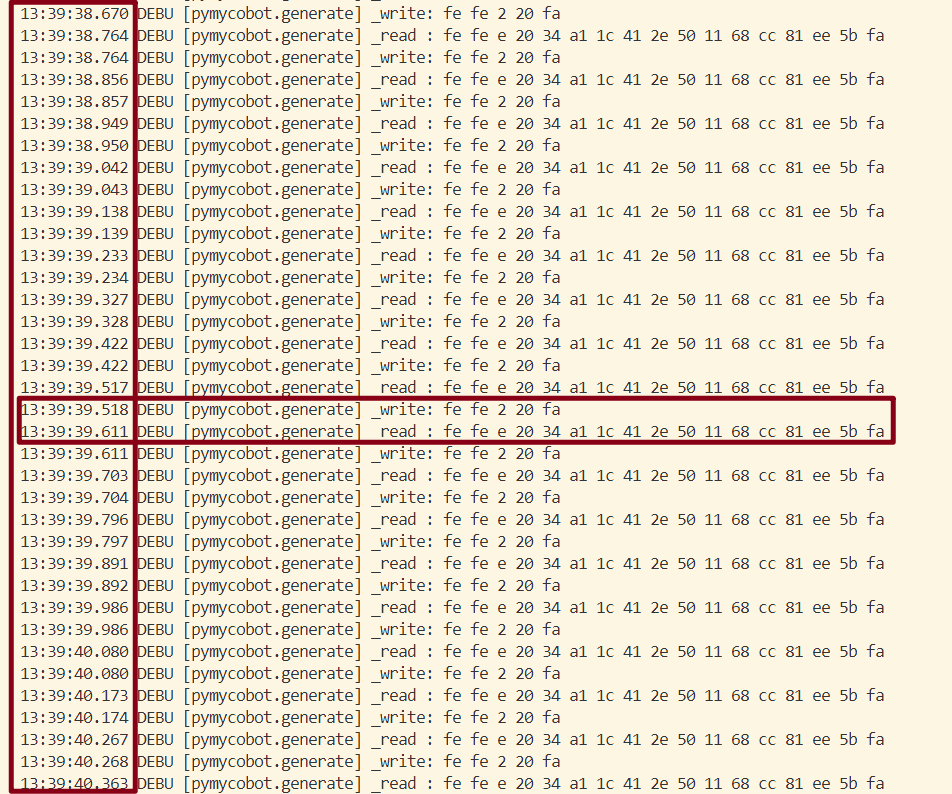 13:39:38.670 DEBU [pymycobot.generate] _write: fe fe 2 20 fa
13:39:38.764 DEBU [pymycobot.generate] _read : fe fe e 20 34 a1 1c 41 2e 50 11 68 cc 81 ee 5b fa
13:39:38.764 DEBU [pymycobot.generate] _write: fe fe 2 20 fa
13:39:38.856 DEBU [pymycobot.generate] _read : fe fe e 20 34 a1 1c 41 2e 50 11 68 cc 81 ee 5b fa
13:39:38.857 DEBU [pymycobot.generate] _write: fe fe 2 20 fa
13:39:38.949 DEBU [pymycobot.generate] _read : fe fe e 20 34 a1 1c 41 2e 50 11 68 cc 81 ee 5b fa
13:39:38.950 DEBU [pymycobot.generate] _write: fe fe 2 20 fa
13:39:39.042 DEBU [pymycobot.generate] _read : fe fe e 20 34 a1 1c 41 2e 50 11 68 cc 81 ee 5b fa
13:39:39.043 DEBU [pymycobot.generate] _write: fe fe 2 20 fa
13:39:39.138 DEBU [pymycobot.generate] _read : fe fe e 20 34 a1 1c 41 2e 50 11 68 cc 81 ee 5b fa
13:39:39.139 DEBU [pymycobot.generate] _write: fe fe 2 20 fa
13:39:39.233 DEBU [pymycobot.generate] _read : fe fe e 20 34 a1 1c 41 2e 50 11 68 cc 81 ee 5b fa
13:39:39.234 DEBU [pymycobot.generate] _write: fe fe 2 20 fa
13:39:39.327 DEBU [pymycobot.generate] _read : fe fe e 20 34 a1 1c 41 2e 50 11 68 cc 81 ee 5b fa
13:39:39.328 DEBU [pymycobot.generate] _write: fe fe 2 20 fa
13:39:39.422 DEBU [pymycobot.generate] _read : fe fe e 20 34 a1 1c 41 2e 50 11 68 cc 81 ee 5b fa
13:39:39.422 DEBU [pymycobot.generate] _write: fe fe 2 20 fa
13:39:39.517 DEBU [pymycobot.generate] _read : fe fe e 20 34 a1 1c 41 2e 50 11 68 cc 81 ee 5b fa
13:39:39.518 DEBU [pymycobot.generate] _write: fe fe 2 20 fa
13:39:39.611 DEBU [pymycobot.generate] _read : fe fe e 20 34 a1 1c 41 2e 50 11 68 cc 81 ee 5b fa
13:39:39.611 DEBU [pymycobot.generate] _write: fe fe 2 20 fa
13:39:39.703 DEBU [pymycobot.generate] _read : fe fe e 20 34 a1 1c 41 2e 50 11 68 cc 81 ee 5b fa
13:39:39.704 DEBU [pymycobot.generate] _write: fe fe 2 20 fa
13:39:39.796 DEBU [pymycobot.generate] _read : fe fe e 20 34 a1 1c 41 2e 50 11 68 cc 81 ee 5b fa
13:39:39.797 DEBU [pymycobot.generate] _write: fe fe 2 20 fa
13:39:39.891 DEBU [pymycobot.generate] _read : fe fe e 20 34 a1 1c 41 2e 50 11 68 cc 81 ee 5b fa
13:39:39.892 DEBU [pymycobot.generate] _write: fe fe 2 20 fa
13:39:39.986 DEBU [pymycobot.generate] _read : fe fe e 20 34 a1 1c 41 2e 50 11 68 cc 81 ee 5b fa
13:39:39.986 DEBU [pymycobot.generate] _write: fe fe 2 20 fa
13:39:40.080 DEBU [pymycobot.generate] _read : fe fe e 20 34 a1 1c 41 2e 50 11 68 cc 81 ee 5b fa
13:39:40.080 DEBU [pymycobot.generate] _write: fe fe 2 20 fa
13:39:40.173 DEBU [pymycobot.generate] _read : fe fe e 20 34 a1 1c 41 2e 50 11 68 cc 81 ee 5b fa
13:39:40.174 DEBU [pymycobot.generate] _write: fe fe 2 20 fa
13:39:40.267 DEBU [pymycobot.generate] _read : fe fe e 20 34 a1 1c 41 2e 50 11 68 cc 81 ee 5b fa
13:39:40.268 DEBU [pymycobot.generate] _write: fe fe 2 20 fa
13:39:40.363 DEBU [pymycobot.generate] _read : fe fe e 20 34 a1 1c 41 2e 50 11 68 cc 81 ee 5b fa